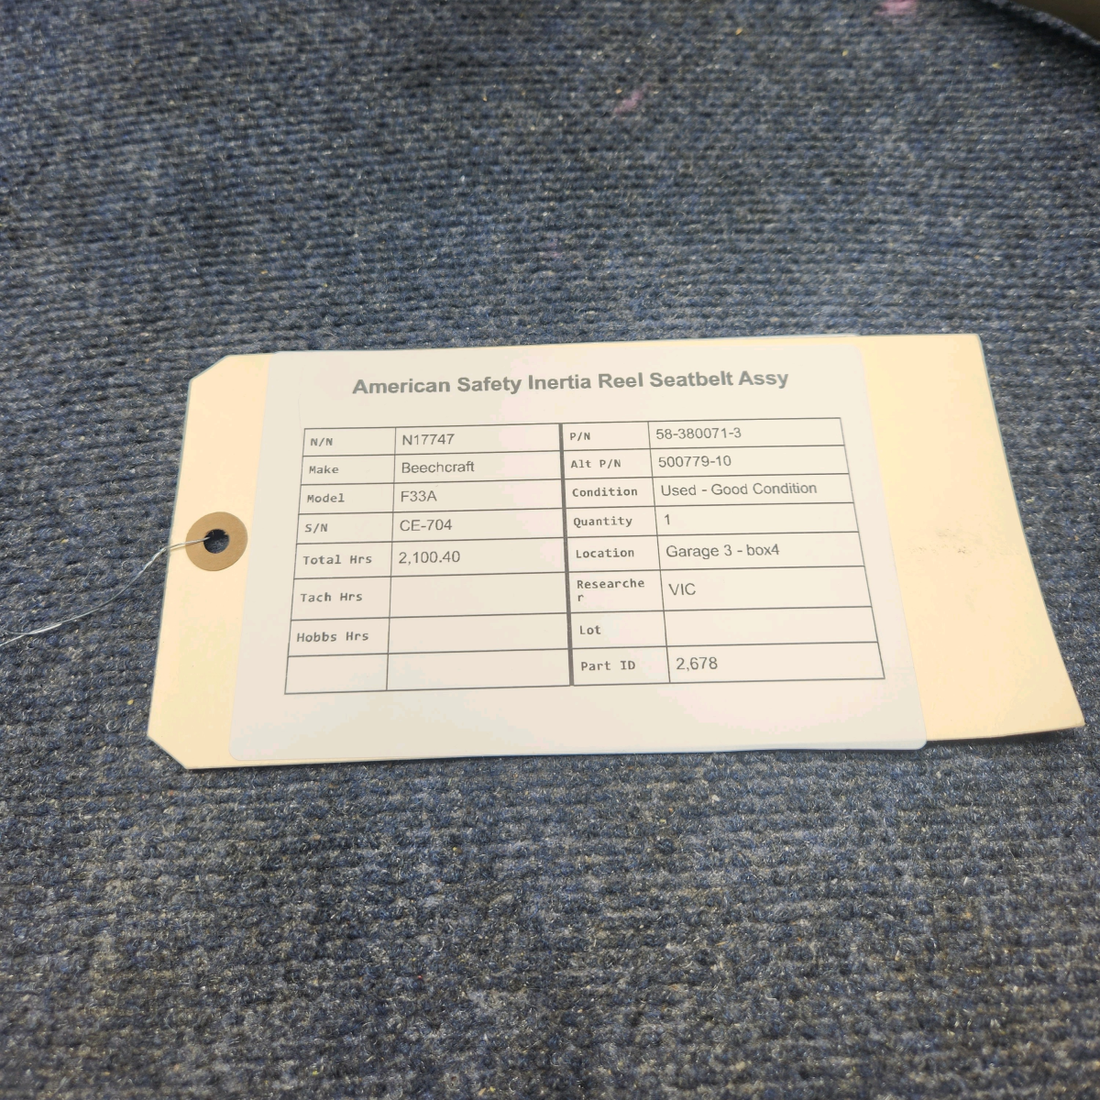 American Safety Inertia Reel Seatbelt Assy
N/N N17747 P/N 58-380071-3
Make Beechcraft Alt P/N 500779-10
Model F33A Condition Used - Good Condition
S/N CE-704 Quantity 1
Total Hrs 2,100.40 Location Garage 3 - box4
Tach Hrs Researche
r VIC
Hobbs Hrs Lot
Part ID 2,678